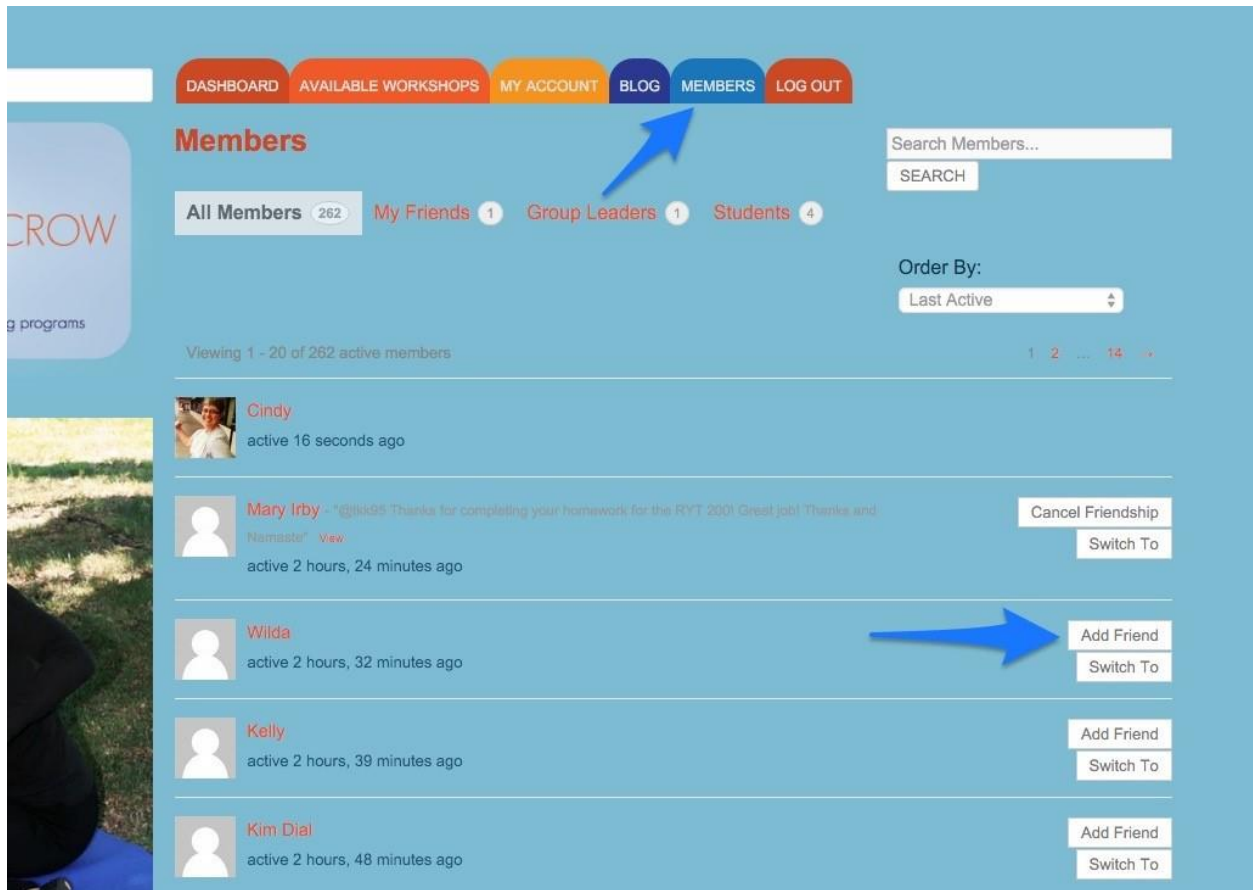 DASHBOARD AVAILABLE WORKSHOPS MY ACCOUNT BLOG MEMBERS LOG OUT
Members
Search Members...
SEARCH
All Members 262 My Friends 1 Group Leaders 1 Students 4
CROW
g programs
Order By:
Last Active
Viewing 1 - 20 of 262 active members
1 2 ... 14 →
Cindy
active 16 seconds ago
Mary Irby - "@tkk95 Thanks for completing your homework for the RYT 200! Great job! Thanks and
Namaste" View
active 2 hours, 24 minutes ago
Cancel Friendship
Switch To
Wilda
active 2 hours, 32 minutes ago
Add Friend
Switch To
Kelly
active 2 hours, 39 minutes ago
Add Friend
Switch To
Kim Dial
active 2 hours, 48 minutes ago
Add Friend
Switch To